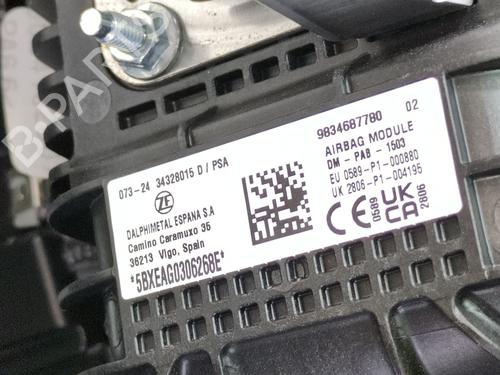 073-24 34328015 D / PSA
ZF
DALPHIMETAL ESPANA S.A
Camino Caramuxo 35
36213 Vigo, Spain
*5BXEAG0306268E*
9834687780 02
AIRBAG MODULE
DM - PAB - 1503
EU 0589-P1-000880
UK 2806-P1-004195
CE 0589 UK CA 2806
B-PARTS